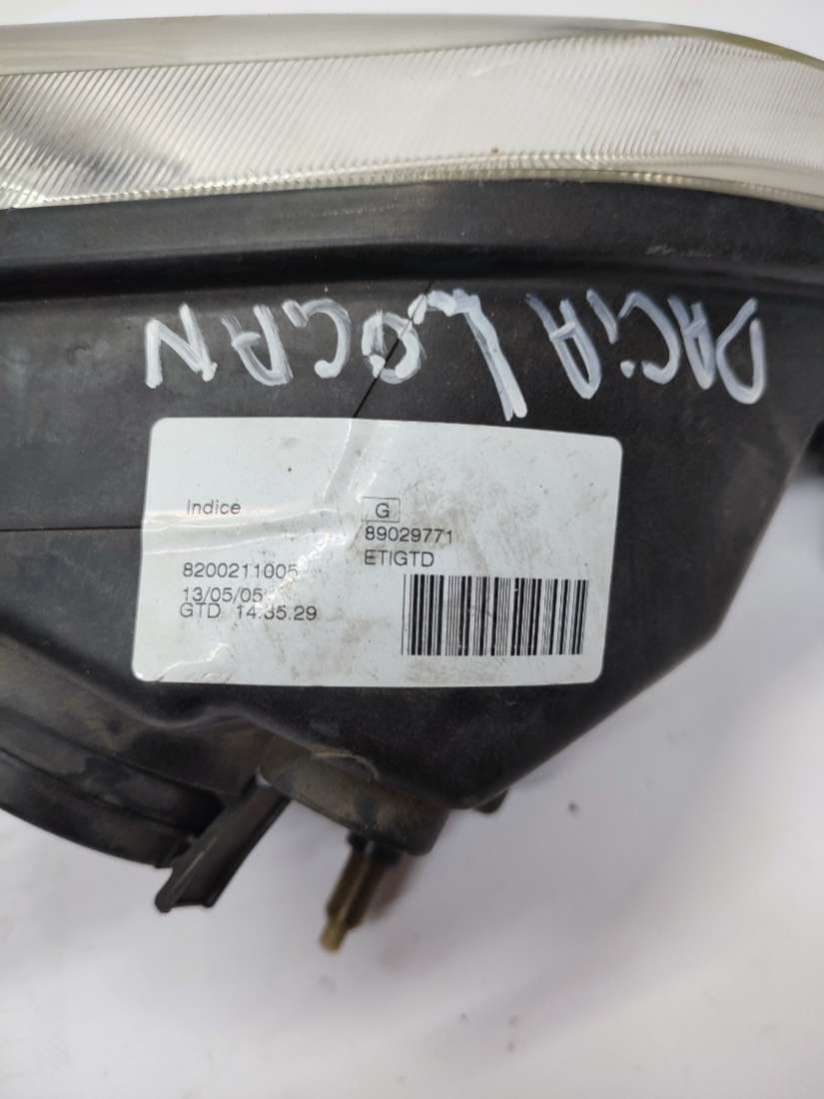 DACiA LOGAN
Indice
G
89029771
8200211005
ETIGTD
13/05/05
GTD 14.35.29